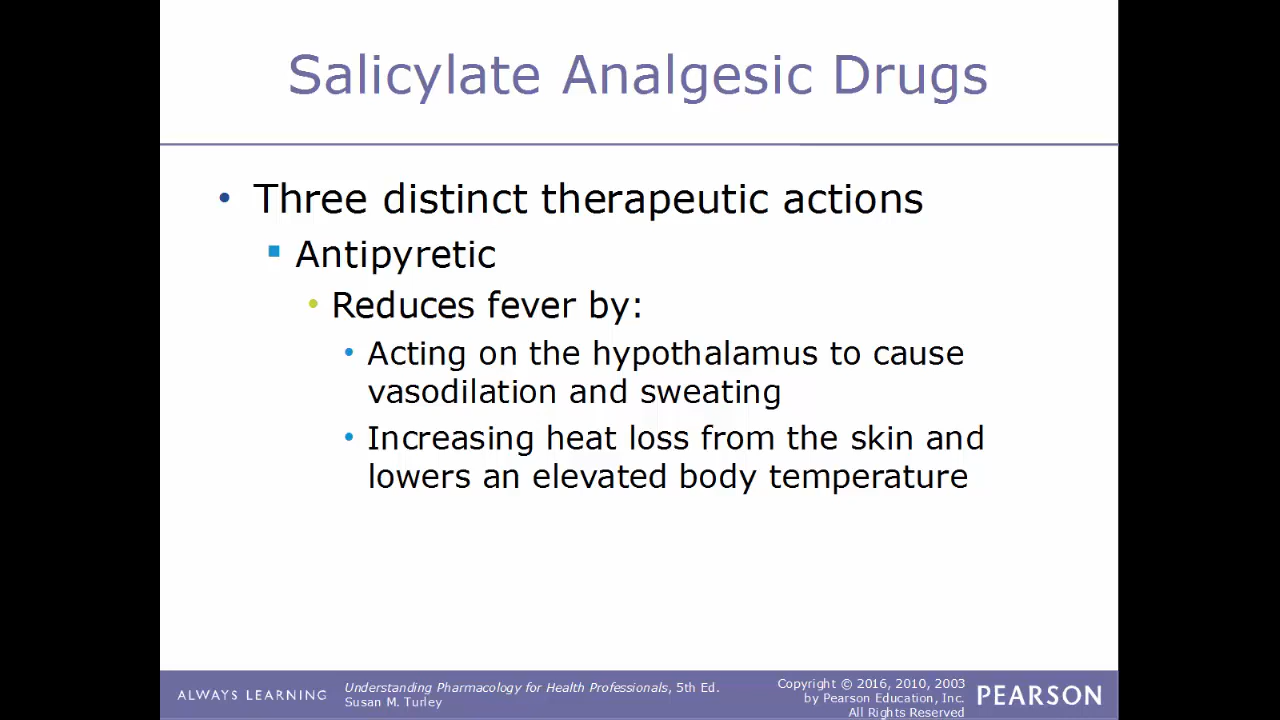 Salicylate Analgesic Drugs
• Three distinct therapeutic actions
▪ Antipyretic
• Reduces fever by:
• Acting on the hypothalamus to cause
vasodilation and sweating
• Increasing heat loss from the skin and
lowers an elevated body temperature
ALWAYS LEARNING
Understanding Pharmacology for Health Professionals, 5th Ed.
Susan M. Turley
Copyright © 2016, 2010, 2003
by Pearson Education, Inc.
All Rights Reserved
PEARSON